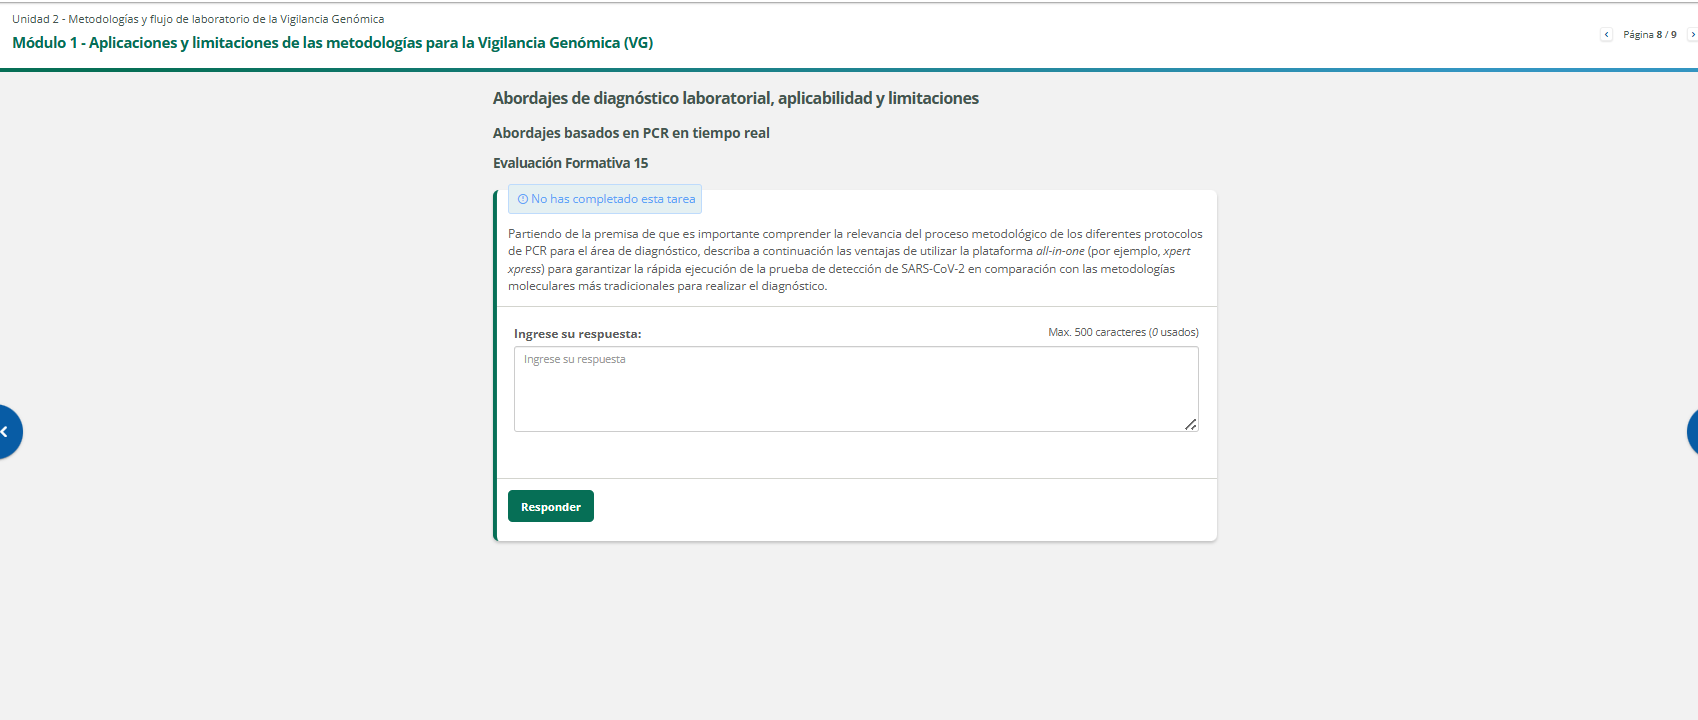 Unidad 2 - Metodologías y flujo de laboratorio de la Vigilancia Genómica
Módulo 1 - Aplicaciones y limitaciones de las metodologías para la Vigilancia Genómica (VG)
Página 8 / 9
Abordajes de diagnóstico laboratorial, aplicabilidad y limitaciones
Abordajes basados en PCR en tiempo real
Evaluación Formativa 15
No has completado esta tarea
Partiendo de la premisa de que es importante comprender la relevancia del proceso metodológico de los diferentes protocolos
de PCR para el área de diagnóstico, describa a continuación las ventajas de utilizar la plataforma all-in-one (por ejemplo, xpert
xpress) para garantizar la rápida ejecución de la prueba de detección de SARS-CoV-2 en comparación con las metodologías
moleculares más tradicionales para realizar el diagnóstico.
Ingrese su respuesta:
Max. 500 caracteres (0 usados)
Ingrese su respuesta
Responder